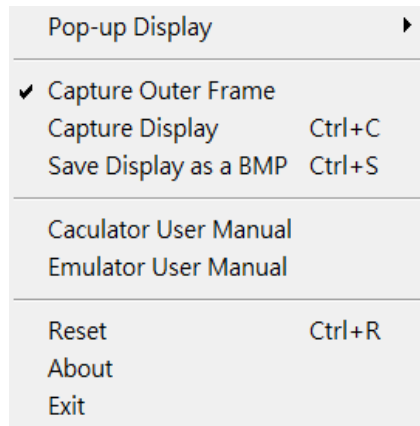 Pop-up Display
Capture Outer Frame
Capture Display Ctrl+C
Save Display as a BMP Ctrl+S
Caculator User Manual
Emulator User Manual
Reset Ctrl+R
About
Exit